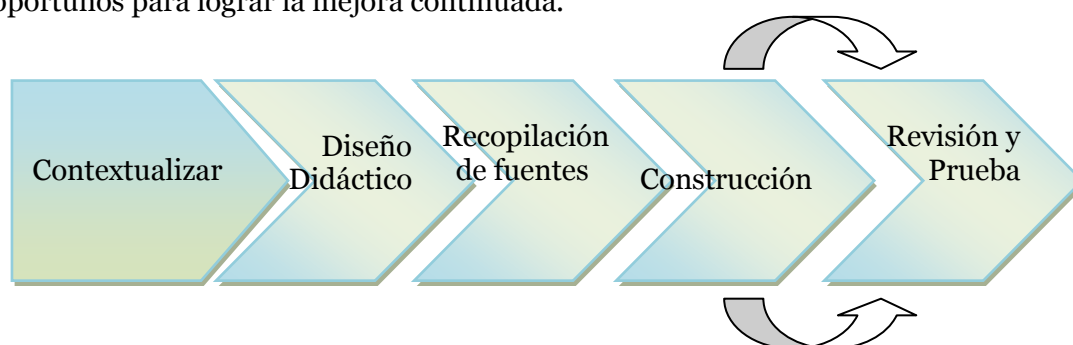 oportunos para lograr la mejora continuada.
Contextualizar
Diseño
Didáctico
Recopilación
de fuentes
Construcción
Revisión y
Prueba